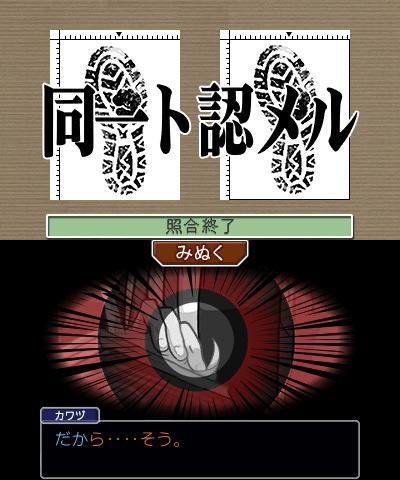 同一ト認メル
照合終了
みぬく
カワヅ
だから‥‥そう。